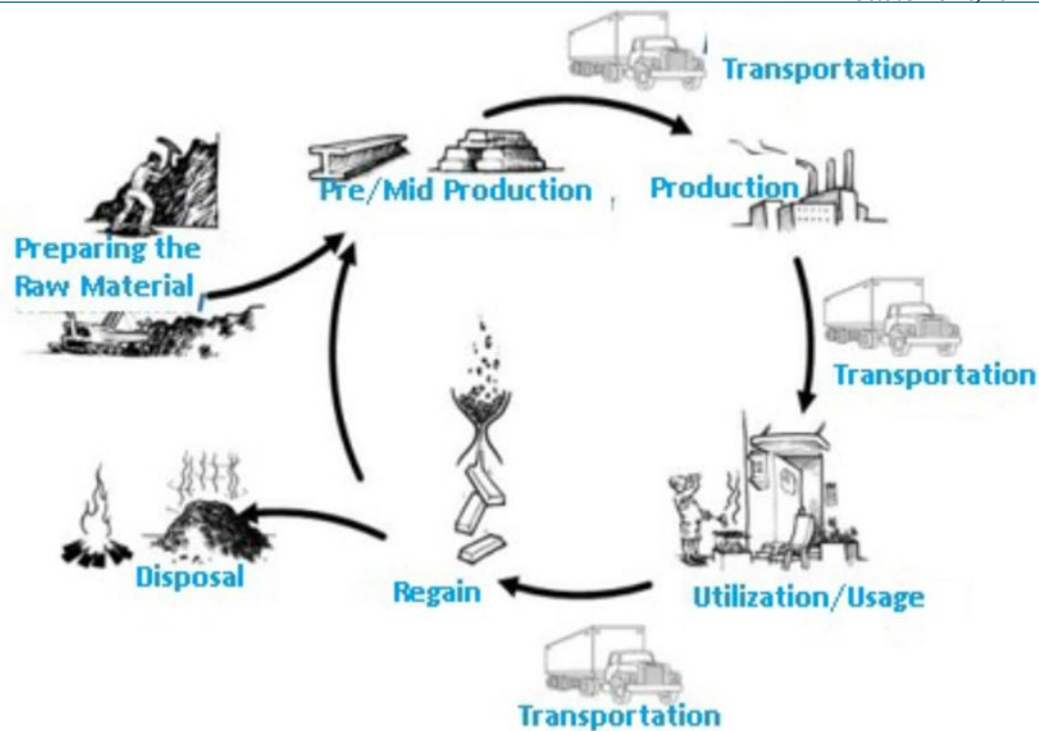 Transportation
Pre/Mid Production
Production
Preparing the
Raw Material
Transportation
Disposal
Regain
Utilization/Usage
Transportation